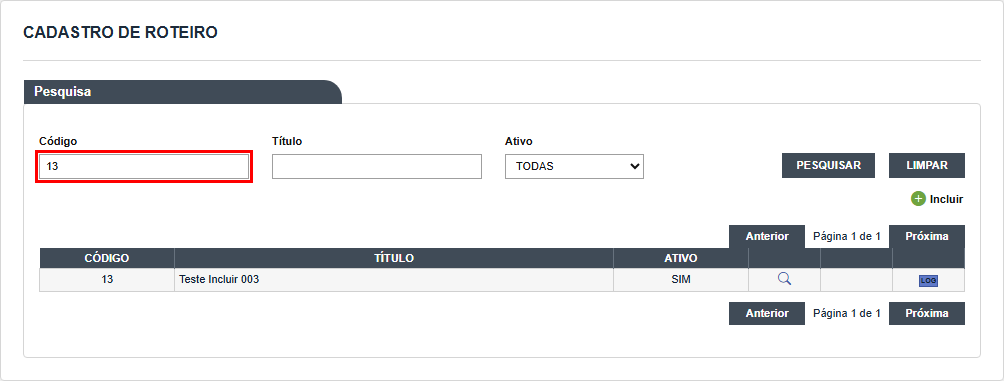 CADASTRO DE ROTEIRO
Pesquisa
Código Título Ativo
13 TODAS PESQUISAR LIMPAR
Incluir
Anterior Página 1 de 1 Próxima
CÓDIGO TÍTULO ATIVO
13 Teste Incluir 003 SIM LOG
Anterior Página 1 de 1 Próxima